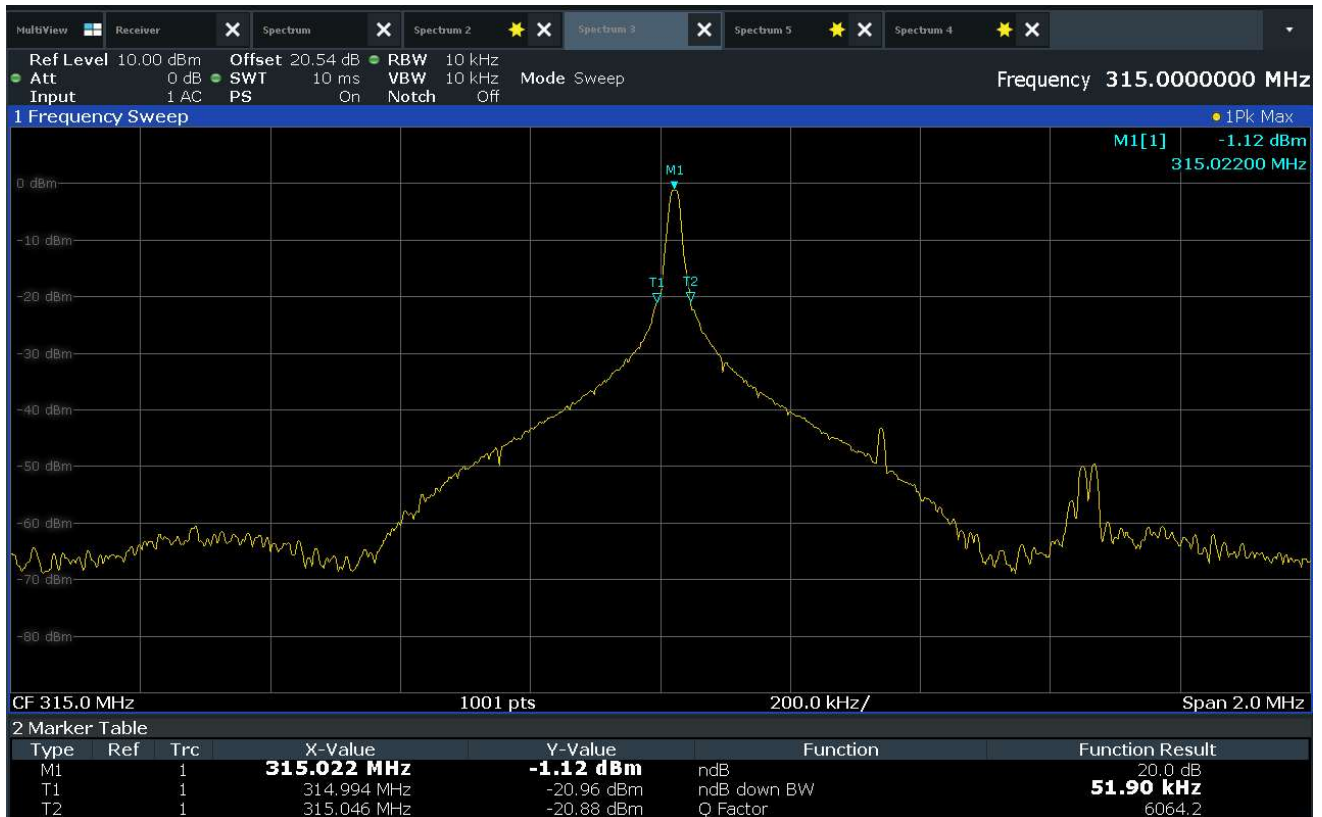 MultiView Receiver Spectrum Spectrum 2 Spectrum 3 Spectrum 5 Spectrum 4
Ref Level 10.00 dBm Offset 20.54 dB RBW 10 kHz
Att 0 dB SWT 10 ms VBW 10 kHz Mode Sweep Frequency 315.0000000 MHz
Input 1 AC PS On Notch Off
1 Frequency Sweep 1Pk Max
M1[1] -1.12 dBm
315.02200 MHz
M1
0 dBm
-10 dBm
T1 T2
-20 dBm
-30 dBm
-40 dBm
-50 dBm
-60 dBm
-70 dBm
-80 dBm
CF 315.0 MHz 1001 pts 200.0 kHz/ Span 2.0 MHz
2 Marker Table
Type Ref Trc X-Value Y-Value Function Function Result
M1 1 315.022 MHz -1.12 dBm ndB 20.0 dB
T1 1 314.994 MHz -20.96 dBm ndB down BW 51.90 kHz
T2 1 315.046 MHz -20.88 dBm Q Factor 6064.2